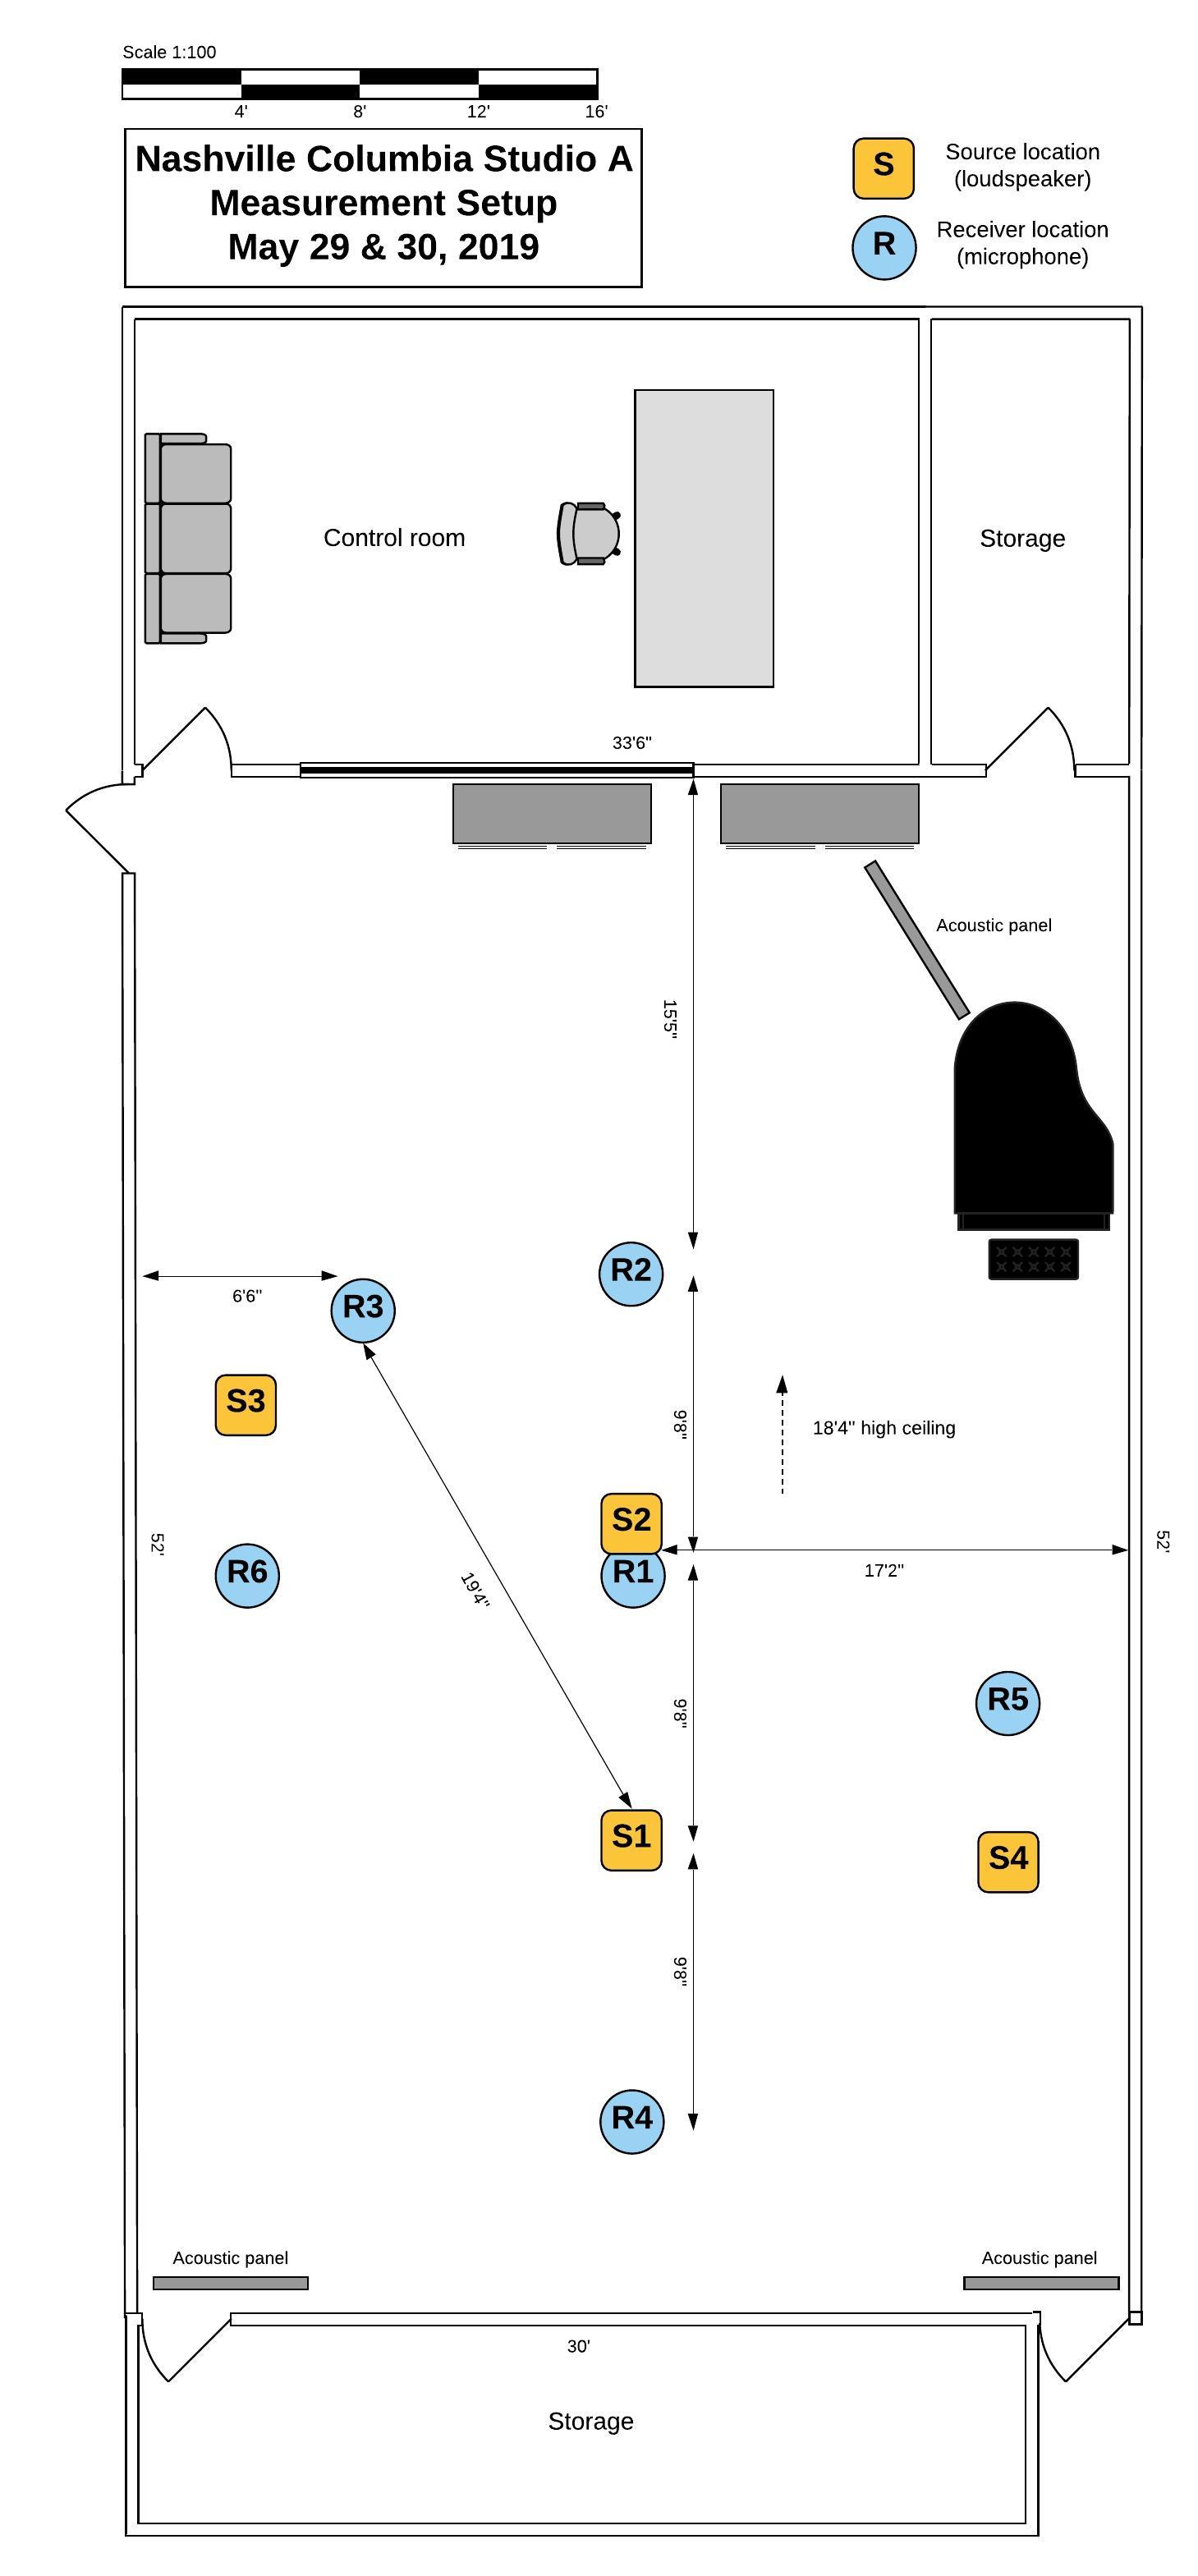 Nashville Columbia Studio A
Measurement Setup
May 29 & 30, 2019
Scale 1:100
4'
8'
12'
16'
S
Source location
(loudspeaker)
R
Receiver location
(microphone)
Storage
Control room
33'6"
52'
Acoustic panel
18'4" high ceiling
17'2"
15'5"
9'8"
9'8"
9'8"
R5
S4
R2
S2
R1
S1
R4
19'4"
R3
6'6"
S3
R6
52'
Acoustic panel
Acoustic panel
30'
Storage